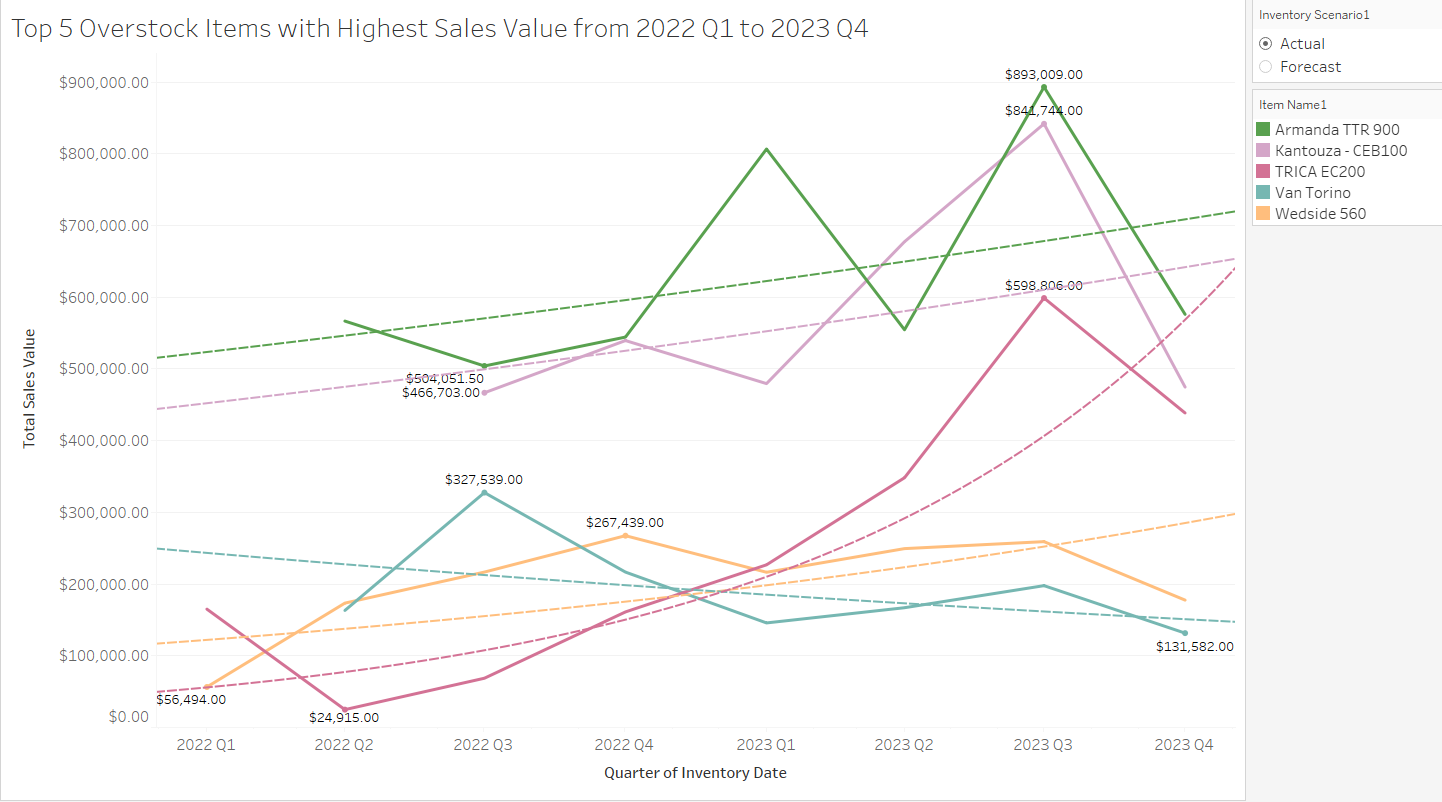 Top 5 Overstock Items with Highest Sales Value from 2022 Q1 to 2023 Q4
Inventory Scenario1
Actual
Forecast
Item Name1
Armanda TTR 900
Kantouza - CEB100
TRICA EC200
Van Torino
Wedside 560
Total Sales Value
$900,000.00
$800,000.00
$700,000.00
$600,000.00
$500,000.00
$400,000.00
$300,000.00
$200,000.00
$100,000.00
$0.00
$893,009.00
$841,744.00
$598,806.00
$504,051.50
$466,703.00
$327,539.00
$267,439.00
$131,582.00
$56,494.00
$24,915.00
2022 Q1
2022 Q2
2022 Q3
2022 Q4
2023 Q1
2023 Q2
2023 Q3
2023 Q4
Quarter of Inventory Date